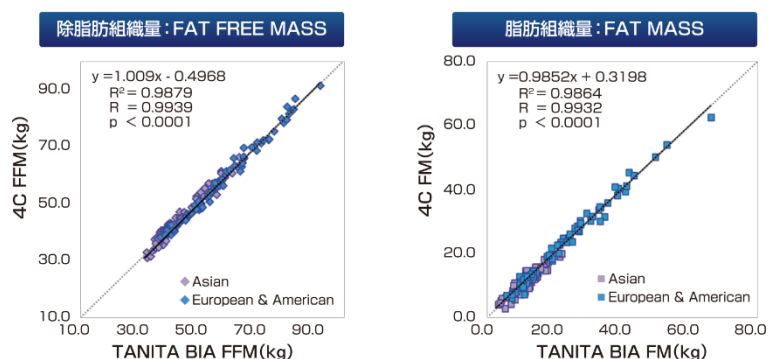 除脂肪組織量：FAT FREE MASS
y=1.009x - 0.4968
R²= 0.9879
R = 0.9939
p < 0.0001
4C FFM(kg)
90.0
70.0
50.0
30.0
10.0
Asian
European & American
10.0 30.0 50.0 70.0 90.0
TANITA BIA FFM(kg)
脂肪組織量：FAT MASS
y=0.9852x + 0.3198
R²= 0.9864
R = 0.9932
p < 0.0001
4C FM(kg)
80.0
60.0
40.0
20.0
0.0
Asian
European & American
0.0 20.0 40.0 60.0 80.0
TANITA BIA FM(kg)